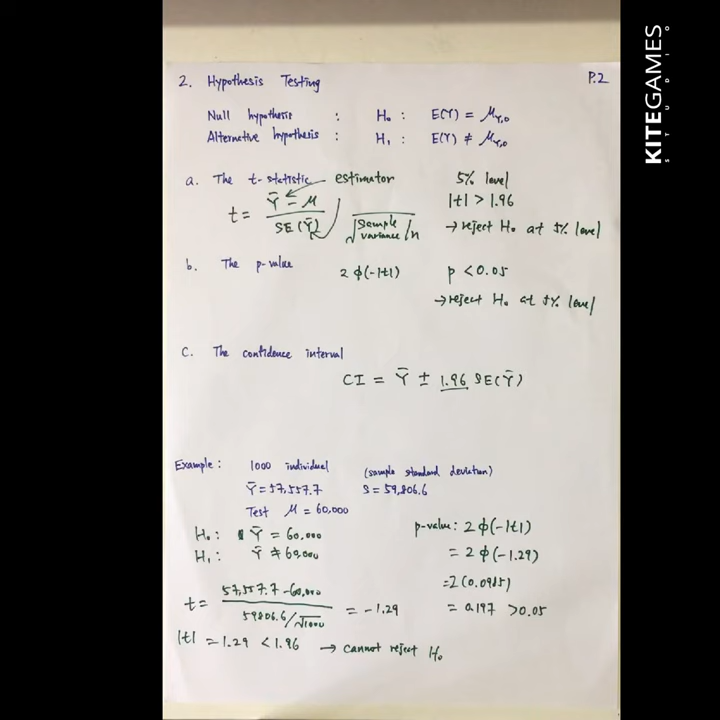 2. Hypothesis Testing P.2
Null hypothesis : H₀ : E(Y) = μY,0
Alternative hypothesis : H₁ : E(Y) ≠ μY,0
a. The t-statistic estimator 5% level
t = (Ȳ - μ) / SE(Ȳ) √sample variance/n |t| > 1.96
→ reject H₀ at 5% level
b. The p-value 2Φ(-|t|) p < 0.05
→ reject H₀ at 5% level
c. The confidence interval
CI = Ȳ ± 1.96 SE(Ȳ)
Example: 1000 individual (sample standard deviation)
Ȳ = 57,557.7 S = 59,806.6
Test μ = 60,000
H₀: Ȳ = 60,000
H₁: Ȳ ≠ 60,000
t = (57,557.7 - 60,000) / (59806.6/√1000) = -1.29
|t| = 1.29 < 1.96 → cannot reject H₀
p-value: 2Φ(-|t|)
= 2Φ(-1.29)
= 2(0.0985)
= 0.197 > 0.05
KITEGAMES
STUDIO